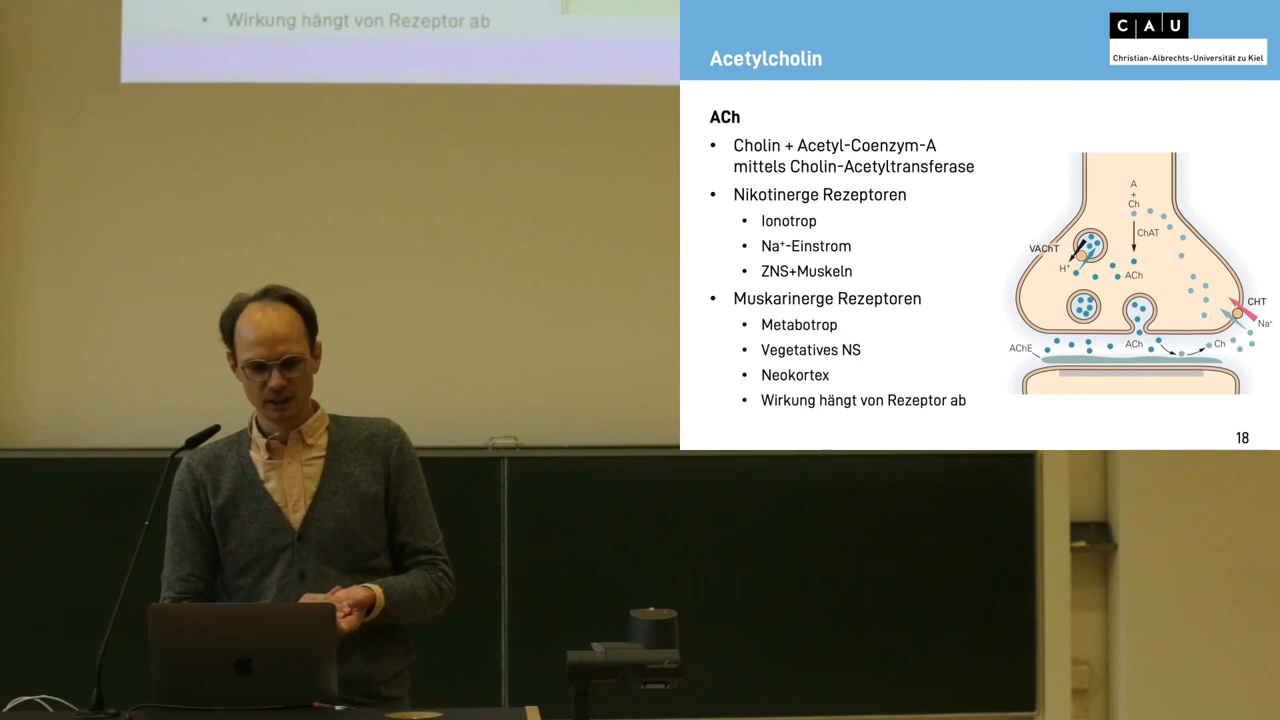 • Wirkung hängt von Rezeptor ab
Acetylcholin
C A U
Christian-Albrechts-Universität zu Kiel
ACh
• Cholin + Acetyl-Coenzym-A
mittels Cholin-Acetyltransferase
• Nikotinerge Rezeptoren
• Ionotrop
• Na⁺-Einstrom
• ZNS+Muskeln
• Muskarinerge Rezeptoren
• Metabotrop
• Vegetatives NS
• Neokortex
• Wirkung hängt von Rezeptor ab
A
+
Ch
ChAT
VAChT
H⁺
ACh
CHT
Na⁺
AChE
ACh
Ch
18